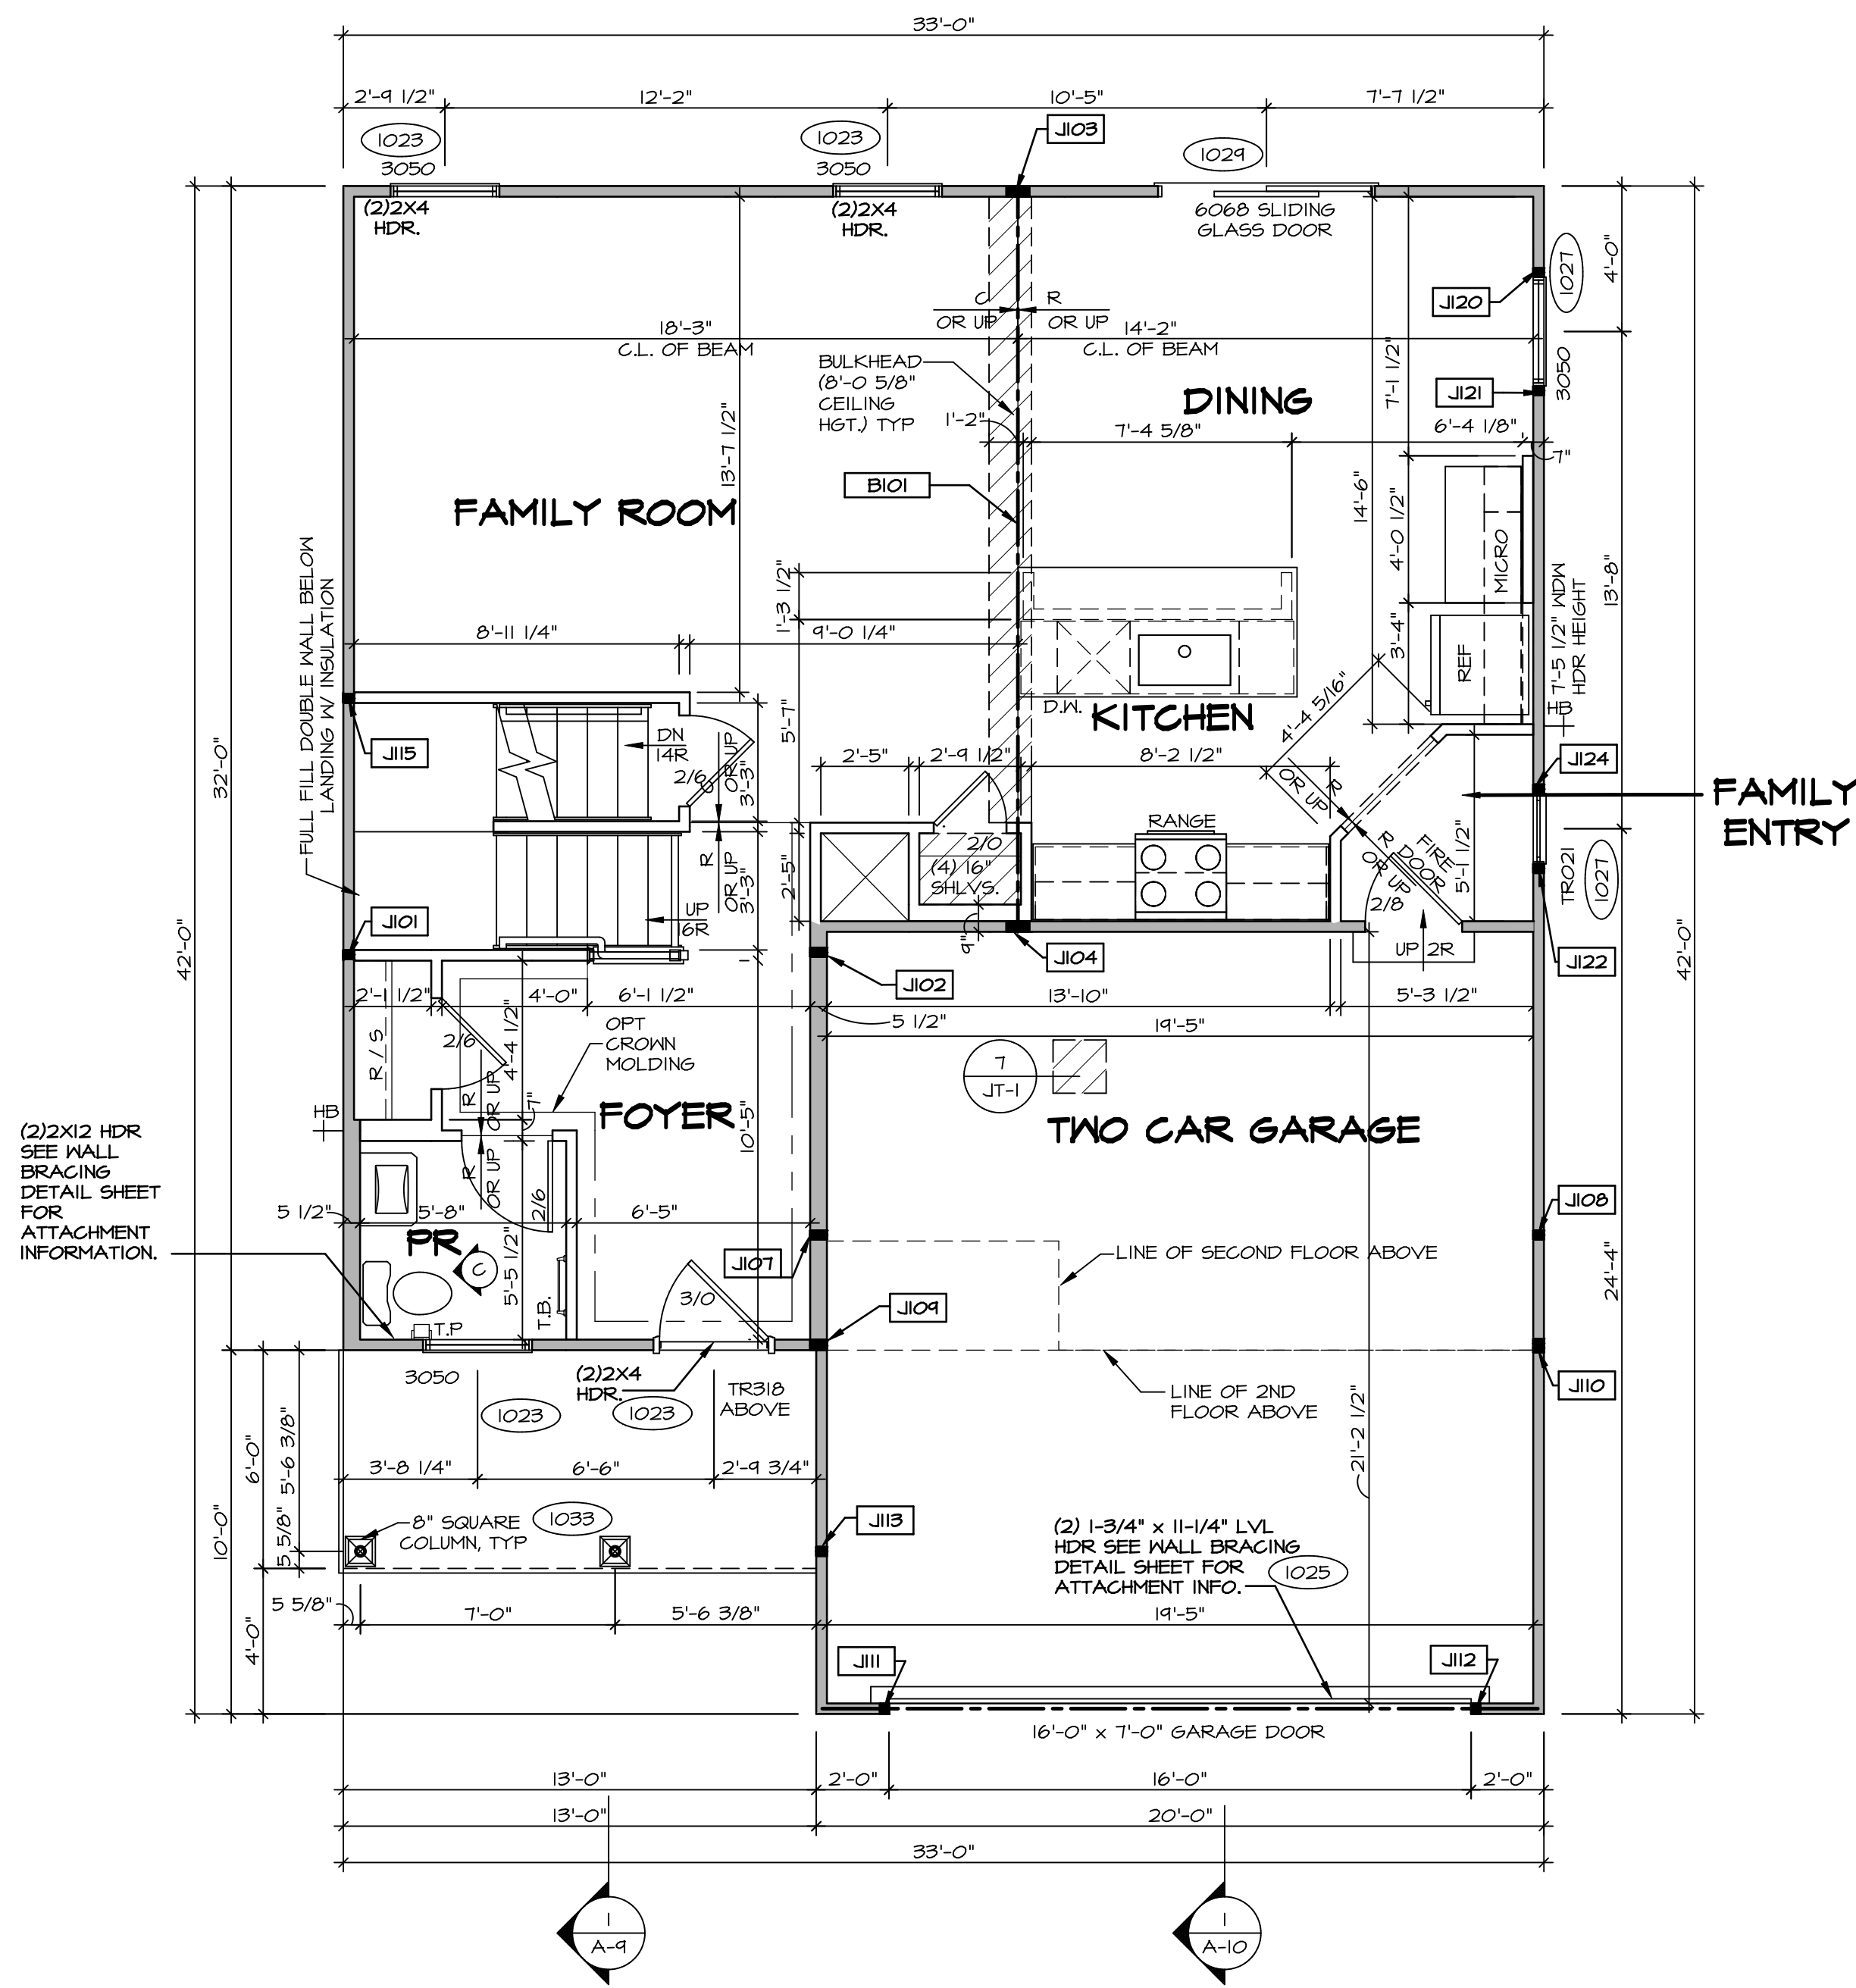 33'-0"
2'-9 1/2"
12'-2"
10'-5"
7'-7 1/2"
1023
3050
1023
3050
J103
1029
(2)2X4
HDR.
(2)2X4
HDR.
6068 SLIDING
GLASS DOOR
1027
4'-0"
J120
C
OR UP
R
OR UP
18'-3"
C.L. OF BEAM
14'-2"
C.L. OF BEAM
BULKHEAD
(8'-0 5/8"
CEILING
HGT.) TYP
1'-2"
DINING
7'-1 1/2"
J121
3050
7'-4 5/8"
6'-4 1/8"
7"
13'-7 1/2"
B101
FAMILY ROOM
14'-6"
4'-0 1/2"
MICRO
13'-8"
FULL FILL DOUBLE WALL BELOW
LANDING W/ INSULATION
1'-3 1/2"
8'-11 1/4"
9'-0 1/4"
3'-4"
REF
7'-5 1/2" WDW
HDR HEIGHT
HB
D.W.
KITCHEN
4'-4 5/16"
5'-7"
32'-0"
J115
DN
14R
2/6
C
OR UP
3'-3"
2'-5"
2'-9 1/2"
8'-2 1/2"
R
OR UP
J124
FAMILY
ENTRY
RANGE
2/0
(4) 16"
SHLVS.
R
OR UP
FIRE
DOOR
5'-1 1/2"
TR021
1027
R
OR UP
3'-3"
2'-5"
J101
UP
6R
9"
J104
2/8
UP 2R
J122
42'-0"
42'-0"
J102
2'-1 1/2"
4'-0"
6'-1 1/2"
13'-10"
5'-3 1/2"
5 1/2"
19'-5"
R / S
2/6
4'-4 1/2"
OPT
CROWN
MOLDING
7
JT-1
HB
R
OR UP
7"
FOYER
10'-5"
TWO CAR GARAGE
(2)2X12 HDR
SEE WALL
BRACING
DETAIL SHEET
FOR
ATTACHMENT
INFORMATION.
R
OR UP
2/6
5 1/2"
5'-8"
6'-5"
J108
PR
C
5'-5 1/2"
J107
LINE OF SECOND FLOOR ABOVE
24'-4"
T.B.
3/0
J109
T.P
3050
(2)2X4
HDR.
TR318
ABOVE
1023
1023
LINE OF 2ND
FLOOR ABOVE
J110
21'-2 1/2"
6'-0"
5'-6 3/8"
3'-8 1/4"
6'-6"
2'-9 3/4"
10'-0"
5 5/8"
8" SQUARE
COLUMN, TYP
1033
J113
(2) 1-3/4" x 11-1/4" LVL
HDR SEE WALL BRACING
DETAIL SHEET FOR
ATTACHMENT INFO.
1025
5 5/8"
7'-0"
5'-6 3/8"
19'-5"
4'-0"
J111
J112
16'-0" x 7'-0" GARAGE DOOR
13'-0"
2'-0"
16'-0"
2'-0"
13'-0"
20'-0"
33'-0"
1
A-9
1
A-10